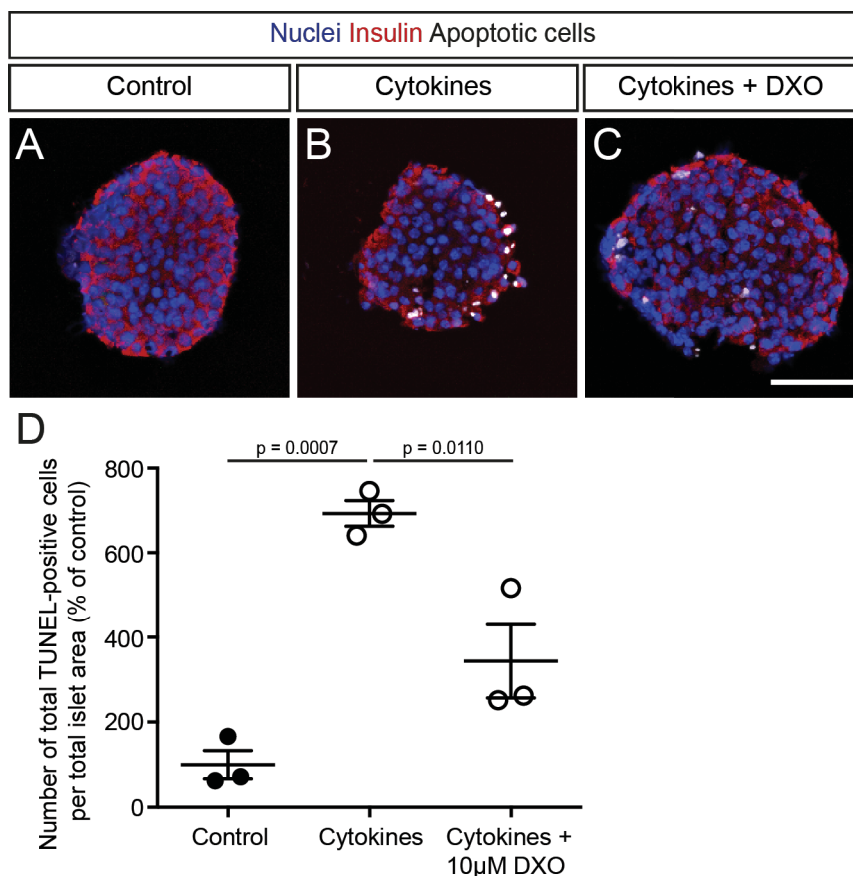 Nuclei Insulin Apoptotic cells
Control
Cytokines
Cytokines + DXO
A
B
C
D
p = 0.0007
p = 0.0110
Number of total TUNEL-positive cells
per total islet area (% of control)
800
600
400
200
0
Control
Cytokines
Cytokines +
10µM DXO